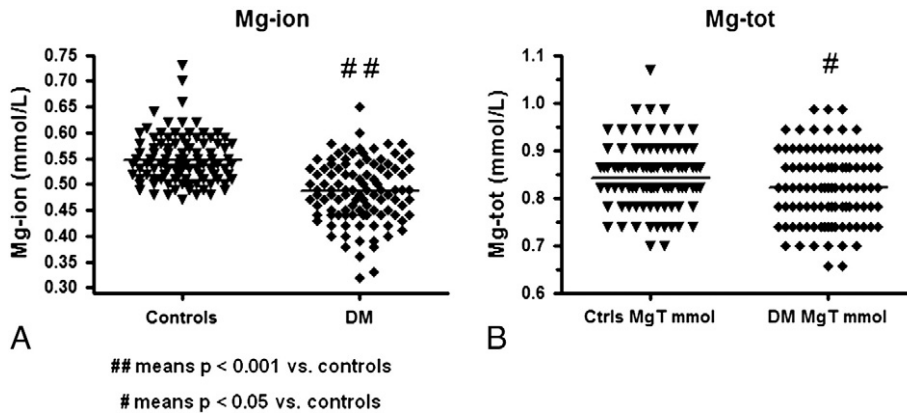 Mg-ion
Mg-ion (mmol/L)
0.75
0.70
0.65
0.60
0.55
0.50
0.45
0.40
0.35
0.30
# #
Controls
DM
A
Mg-tot
Mg-tot (mmol/L)
1.1
1.0
0.9
0.8
0.7
0.6
#
Ctrls MgT mmol
DM MgT mmol
B
## means p < 0.001 vs. controls
# means p < 0.05 vs. controls